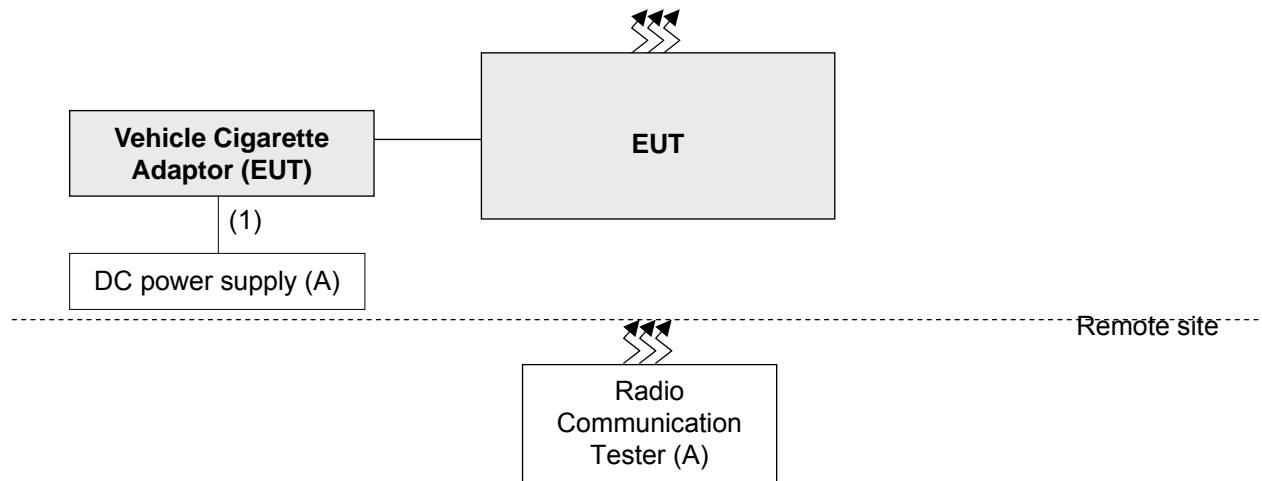 EUT
Vehicle Cigarette
Adaptor (EUT)
(1)
DC power supply (A)
Remote site
Radio
Communication
Tester (A)